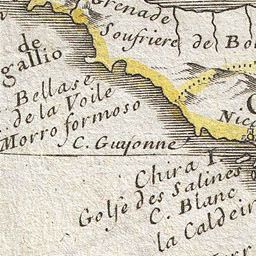 Grenade
Soufriere de Bo
de
gallio
Bellase
de la Voile
Morro formoso
C. Guyonne
Nic
Chira I.
Golfe des Salines
C. Blanc
la Caldeir